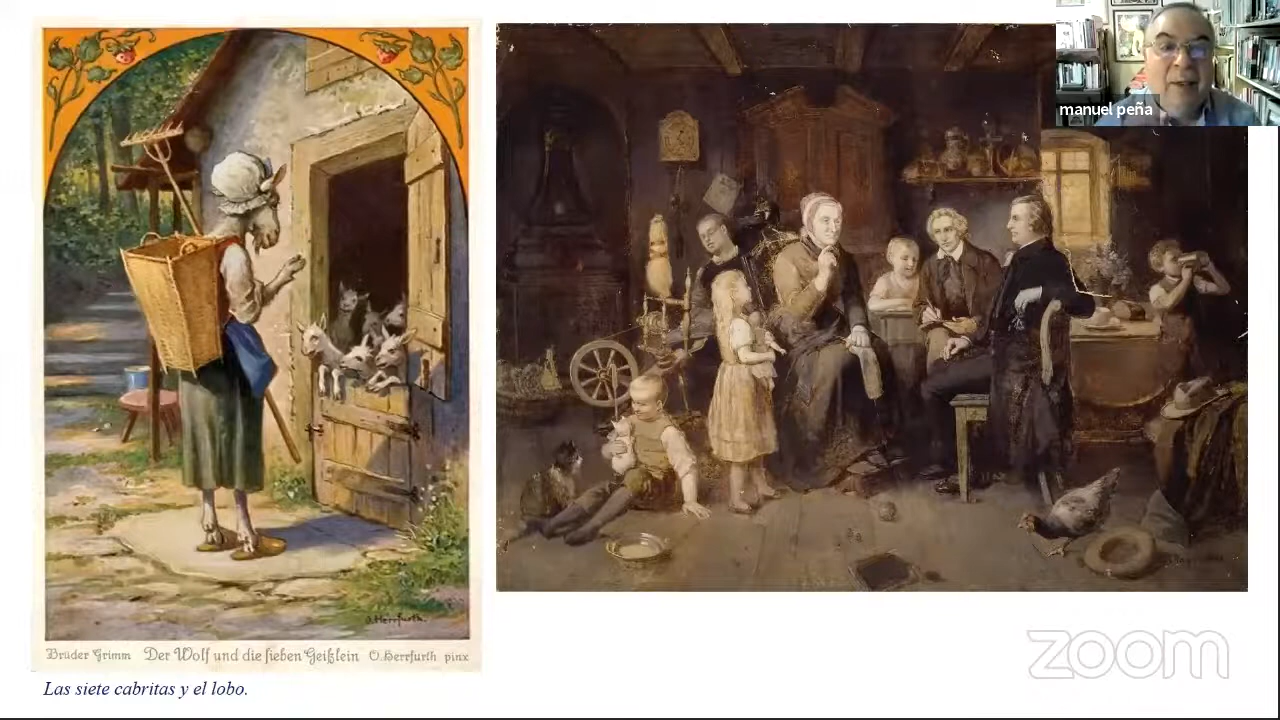 manuel peña
O.Herrfurth.
Brüder Grimm Der Wolf und die sieben Geißlein O.Herrfurth pinx
zoom
Las siete cabritas y el lobo.